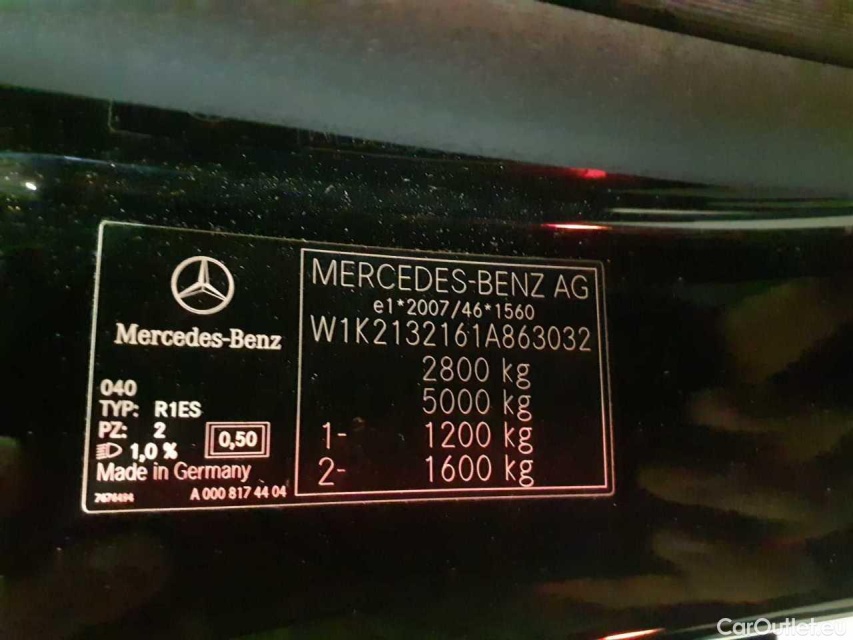 Mercedes-Benz
040
TYP: R1ES
PZ: 2
1,0 % 0,50
Made in Germany
7676494 A 000 817 44 04
MERCEDES-BENZ AG
e1*2007/46*1560
W1K2132161A863032
2800 kg
5000 kg
1- 1200 kg
2- 1600 kg
CarOutlet.eu